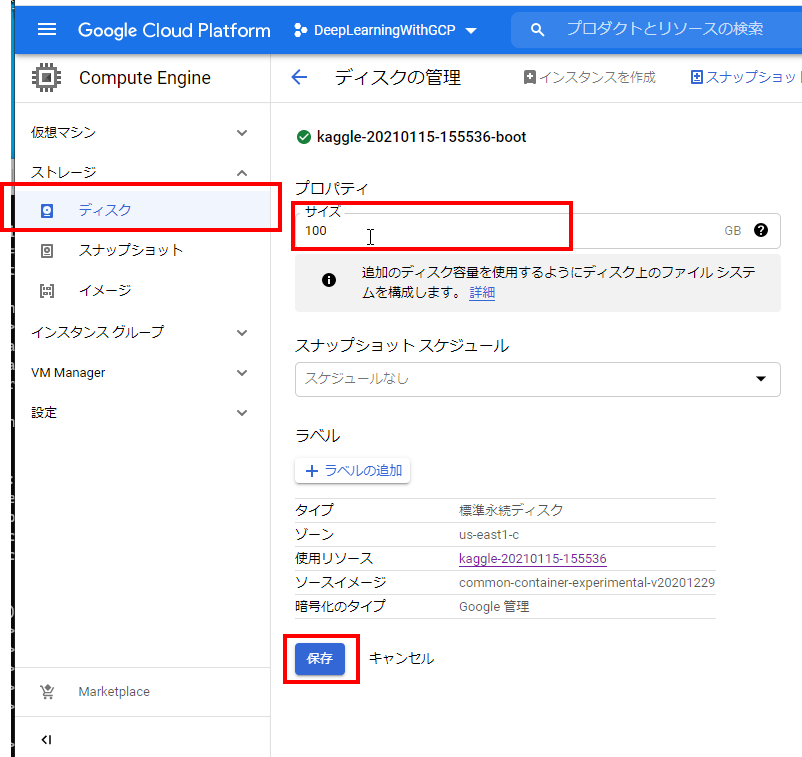 Google Cloud Platform
DeepLearningWithGCP
プロダクトとリソースの検索
Compute Engine
ディスクの管理
インスタンスを作成
スナップショット
仮想マシン
ストレージ
ディスク
スナップショット
イメージ
インスタンス グループ
VM Manager
設定
Marketplace
kaggle-20210115-155536-boot
プロパティ
サイズ
100
GB
追加のディスク容量を使用するようにディスク上のファイル システ
ムを構成します。 詳細
スナップショット スケジュール
スケジュールなし
ラベル
ラベルの追加
タイプ 標準永続ディスク
ゾーン us-east1-c
使用リソース kaggle-20210115-155536
ソースイメージ common-container-experimental-v20201229
暗号化のタイプ Google 管理
保存
キャンセル